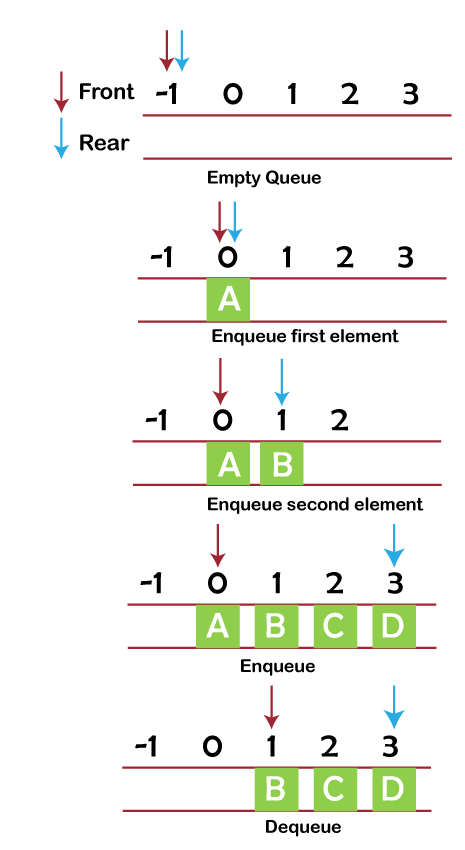 Front -1 0 1 2 3
Rear
Empty Queue
-1 0 1 2 3
A
Enqueue first element
-1 0 1 2
A B
Enqueue second element
-1 0 1 2 3
A B C D
Enqueue
-1 0 1 2 3
B C D
Dequeue